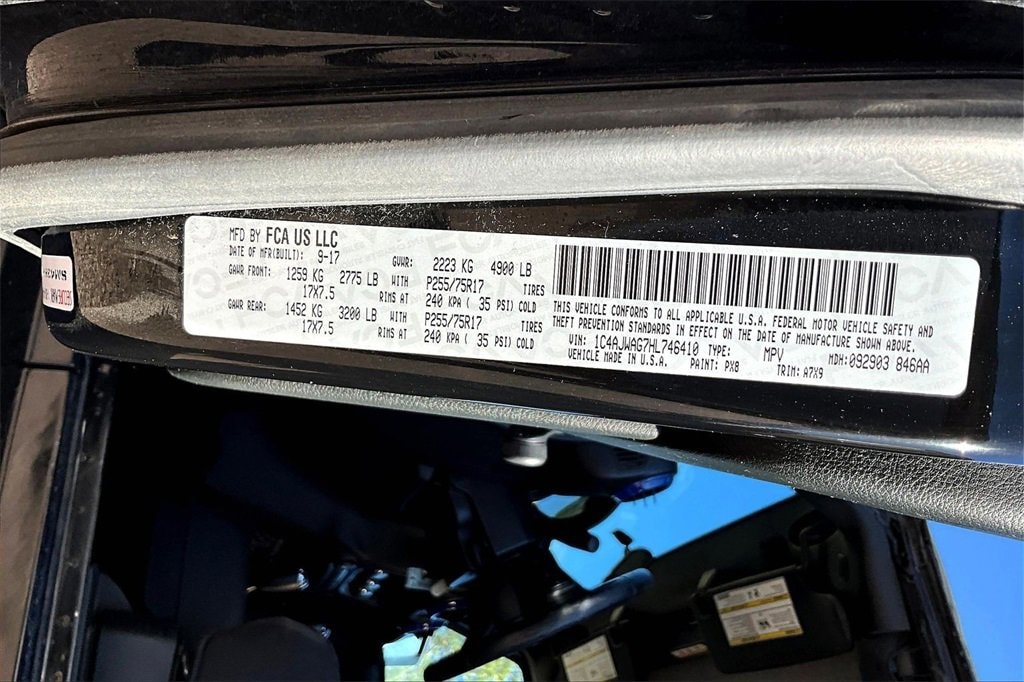 MFD BY FCA US LLC
DATE OF MFR(BUILT): 9-17 GVWR: 2223 KG 4900 LB
GAWR FRONT: 1259 KG 2775 LB WITH P255/75R17 TIRES
17X7.5 RIMS AT 240 KPA ( 35 PSI) COLD
GAWR REAR: 1452 KG 3200 LB WITH P255/75R17 TIRES
17X7.5 RIMS AT 240 KPA ( 35 PSI) COLD
THIS VEHICLE CONFORMS TO ALL APPLICABLE U.S.A. FEDERAL MOTOR VEHICLE SAFETY AND
THEFT PREVENTION STANDARDS IN EFFECT ON THE DATE OF MANUFACTURE SHOWN ABOVE.
VIN: 1C4AJWAG7HL746410 TYPE: MPV MDH:092903 846AA
VEHICLE MADE IN U.S.A. PAINT: PX8 TRIM: A7X9